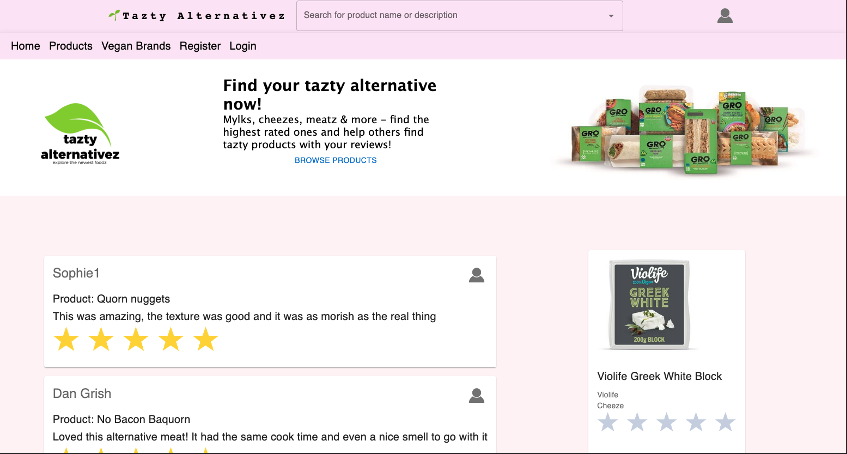 Tazty Alternativez
Search for product name or description
Home Products Vegan Brands Register Login
tazty
alternativez
explore the newest foods
Find your tazty alternative
now!
Mylks, cheezes, meatz & more – find the
highest rated ones and help others find
tazty products with your reviews!
BROWSE PRODUCTS
GRO
GRO
GRO
GRO
GRO
GRO
GRO
Sophie1
Product: Quorn nuggets
This was amazing, the texture was good and it was as morish as the real thing
Dan Grish
Product: No Bacon Baquorn
Loved this alternative meat! It had the same cook time and even a nice smell to go with it
Violife
GREEK
WHITE
200g BLOCK
Violife Greek White Block
Violife
Cheeze